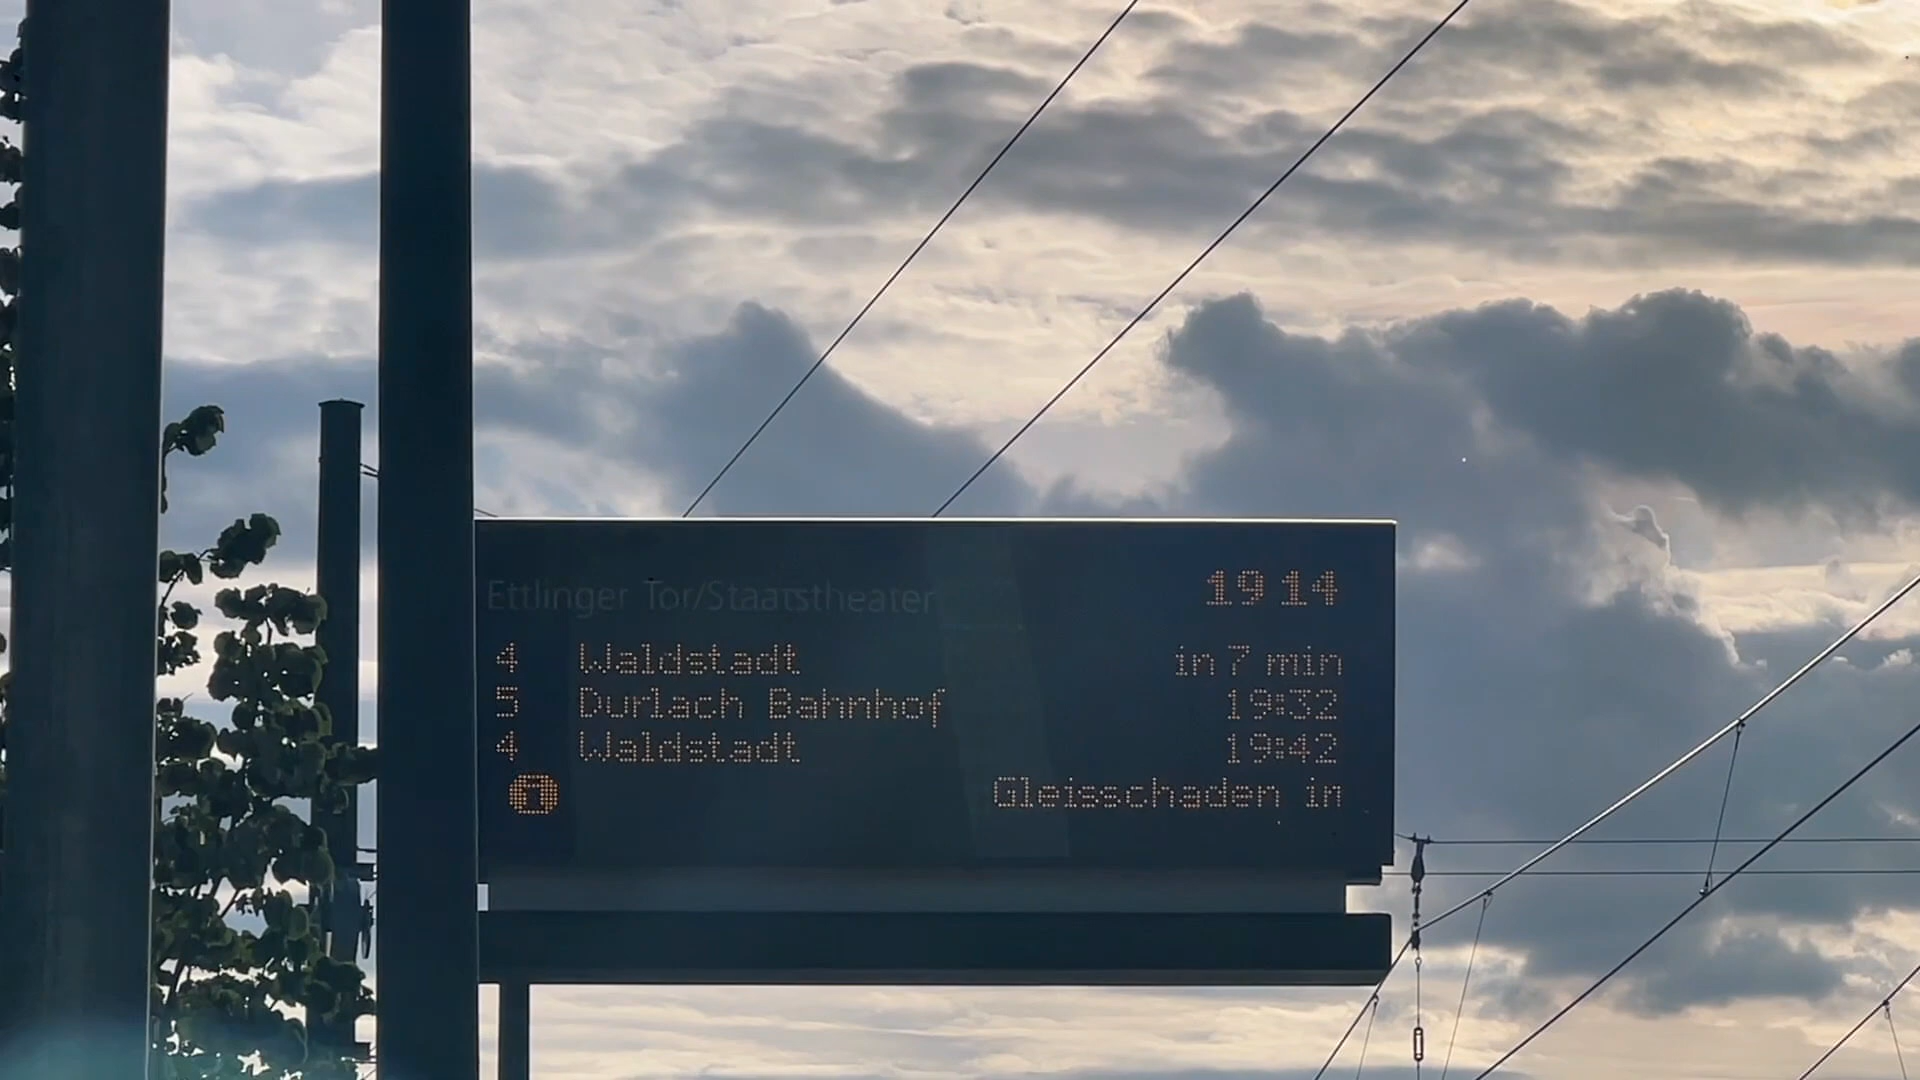 Ettlinger Tor/Staatstheater 19 14
4 Waldstadt in 7 min
5 Durlach Bahnhof 19:32
4 Waldstadt 19:42
Gleisschaden in